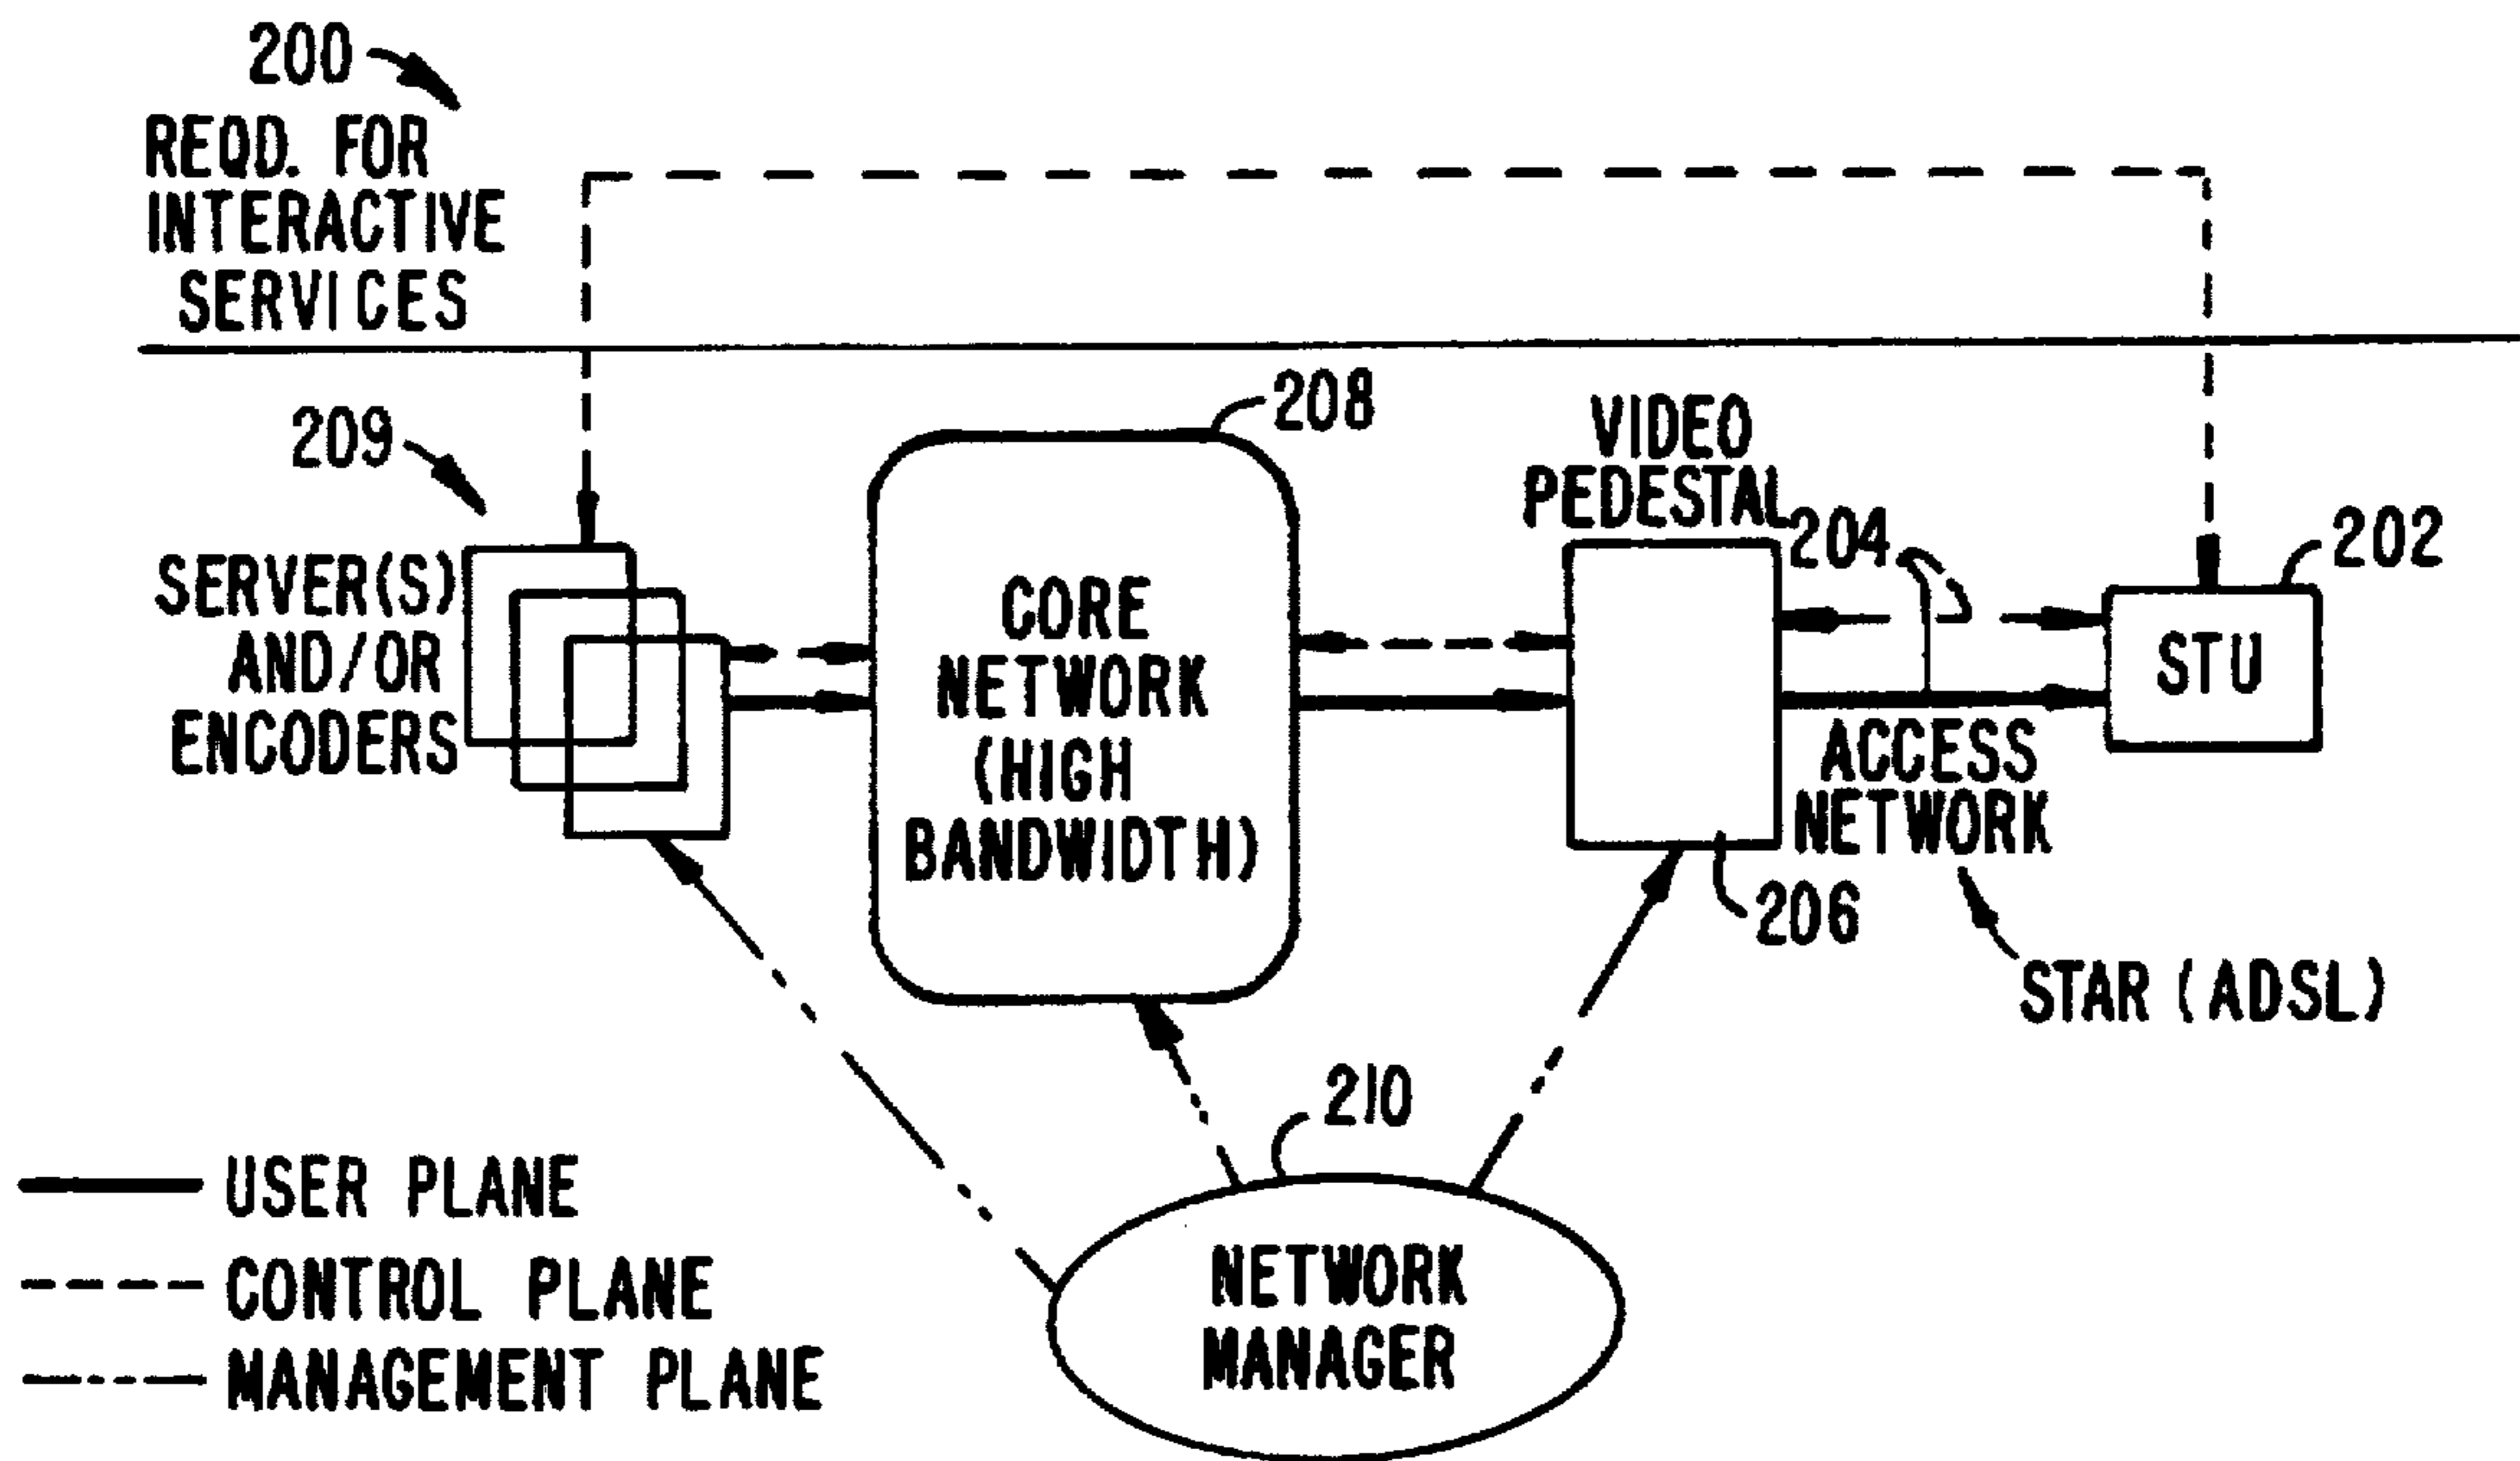 200
REQD. FOR
INTERACTIVE
SERVICES
209
208
VIDEO
PEDESTAL
204
202
SERVER(S)
AND/OR
ENCODERS
CORE
NETWORK
(HIGH
BANDWIDTH)
STU
ACCESS
NETWORK
206
STAR (ADSL)
210
USER PLANE
CONTROL PLANE
MANAGEMENT PLANE
NETWORK
MANAGER